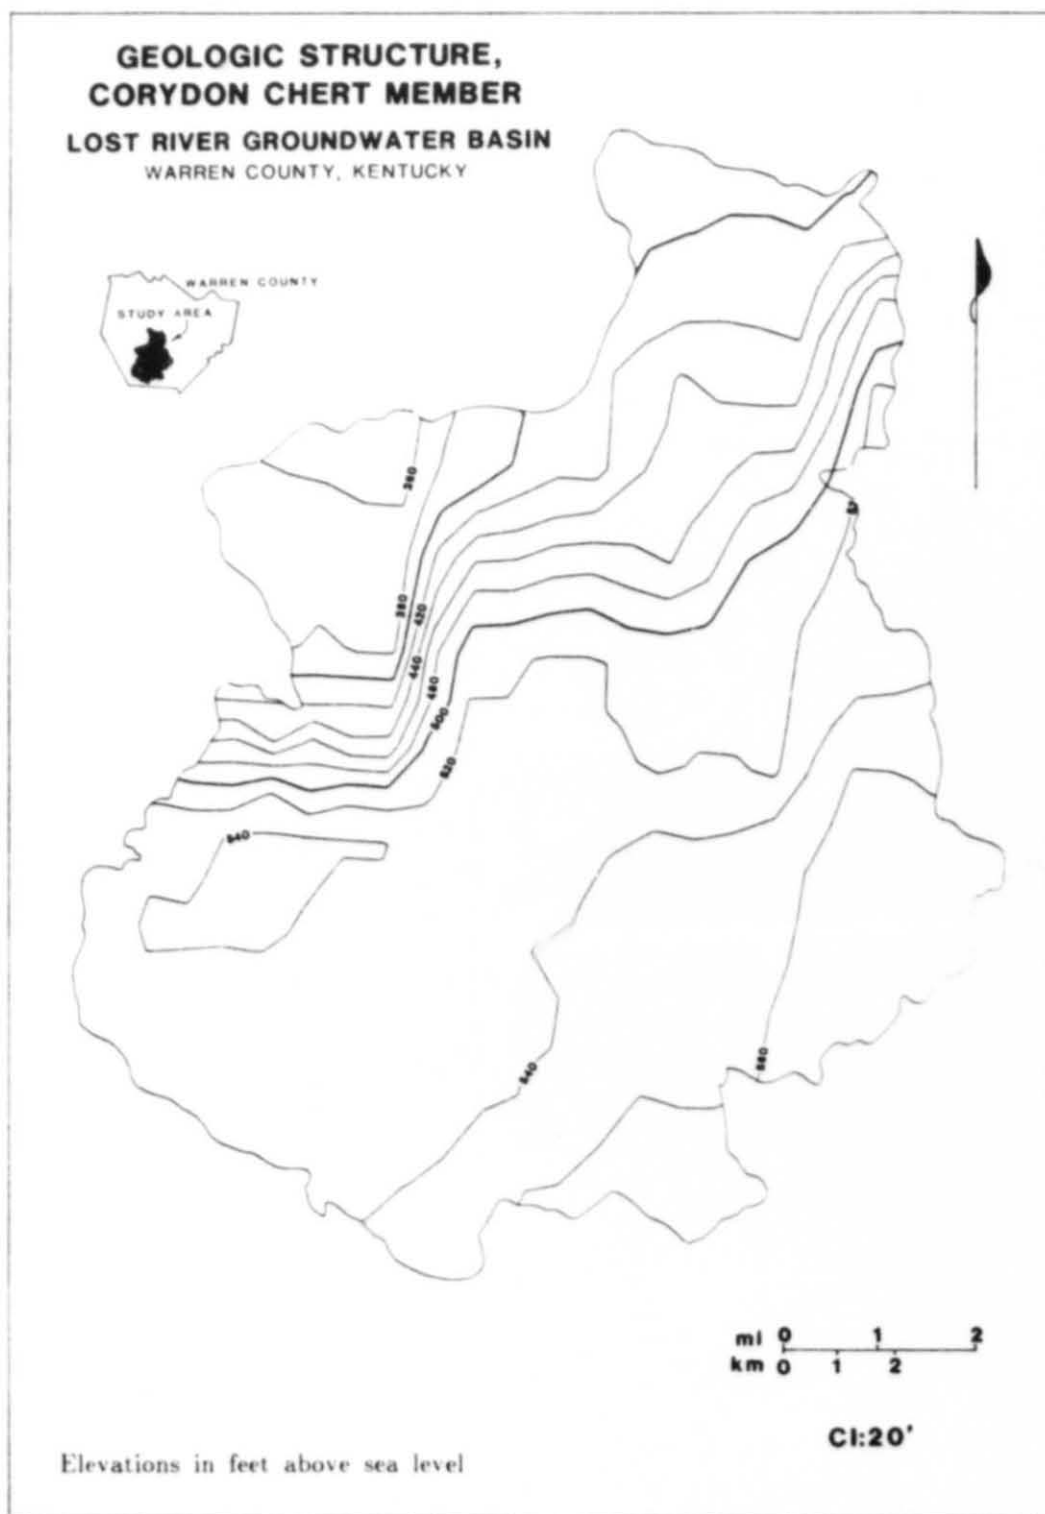 GEOLOGIC STRUCTURE,
CORYDON CHERT MEMBER
LOST RIVER GROUNDWATER BASIN
WARREN COUNTY, KENTUCKY
WARREN COUNTY
STUDY AREA
360
380
420
440
480
500
520
540
540
mi 0 1 2
km 0 1 2
CI:20'
Elevations in feet above sea level